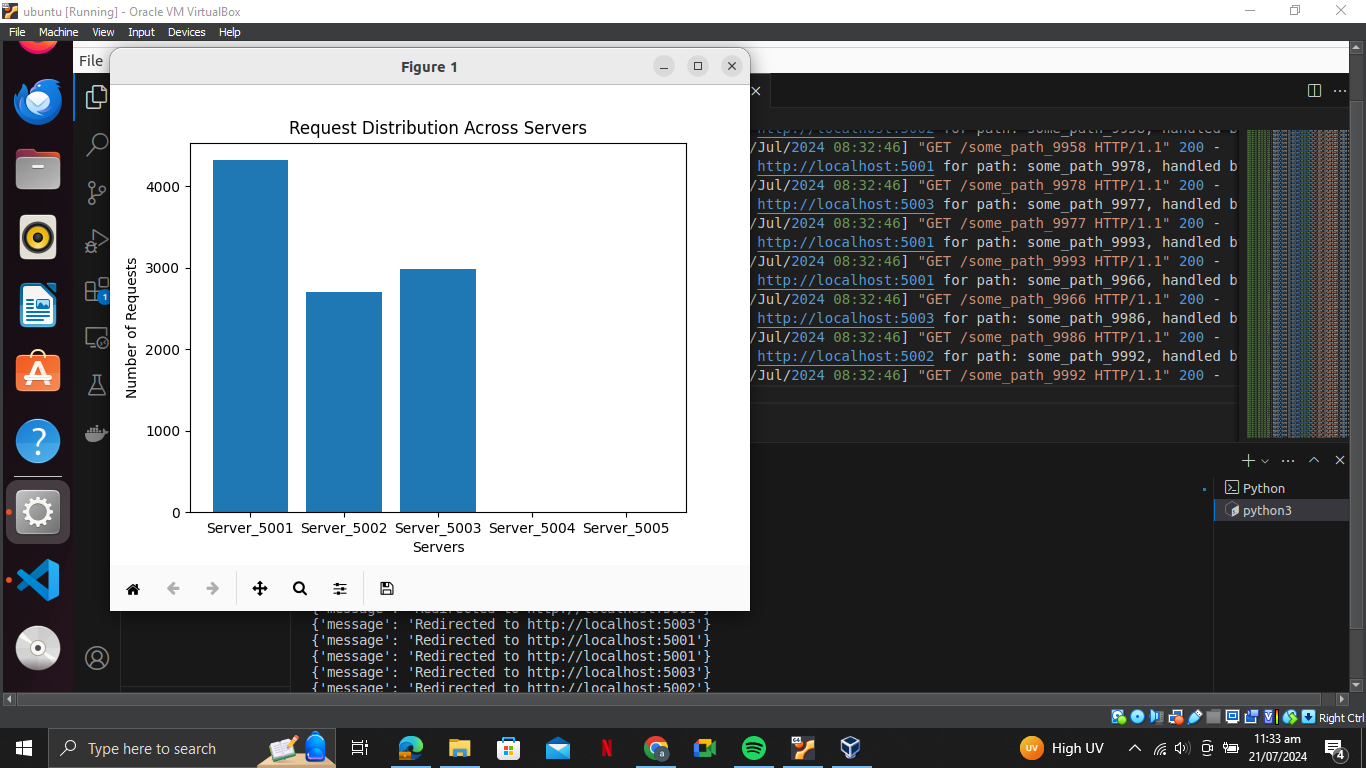 ubuntu [Running] - Oracle VM VirtualBox
File Machine View Input Devices Help
File
Figure 1
Request Distribution Across Servers
4000
3000
2000
1000
0
Number of Requests
Server_5001 Server_5002 Server_5003 Server_5004 Server_5005
Servers
/Jul/2024 08:32:46] "GET /some_path_9958 HTTP/1.1" 200 -
http://localhost:5001 for path: some_path_9978, handled b
/Jul/2024 08:32:46] "GET /some_path_9978 HTTP/1.1" 200 -
http://localhost:5003 for path: some_path_9977, handled b
/Jul/2024 08:32:46] "GET /some_path_9977 HTTP/1.1" 200 -
http://localhost:5001 for path: some_path_9993, handled b
/Jul/2024 08:32:46] "GET /some_path_9993 HTTP/1.1" 200 -
http://localhost:5001 for path: some_path_9966, handled b
/Jul/2024 08:32:46] "GET /some_path_9966 HTTP/1.1" 200 -
http://localhost:5003 for path: some_path_9986, handled b
/Jul/2024 08:32:46] "GET /some_path_9986 HTTP/1.1" 200 -
http://localhost:5002 for path: some_path_9992, handled b
/Jul/2024 08:32:46] "GET /some_path_9992 HTTP/1.1" 200 -
1
Python
python3
{'message': 'Redirected to http://localhost:5003'}
{'message': 'Redirected to http://localhost:5001'}
{'message': 'Redirected to http://localhost:5001'}
{'message': 'Redirected to http://localhost:5003'}
{'message': 'Redirected to http://localhost:5002'}
Right Ctrl
Type here to search
UV
High UV
11:33 am
21/07/2024
4